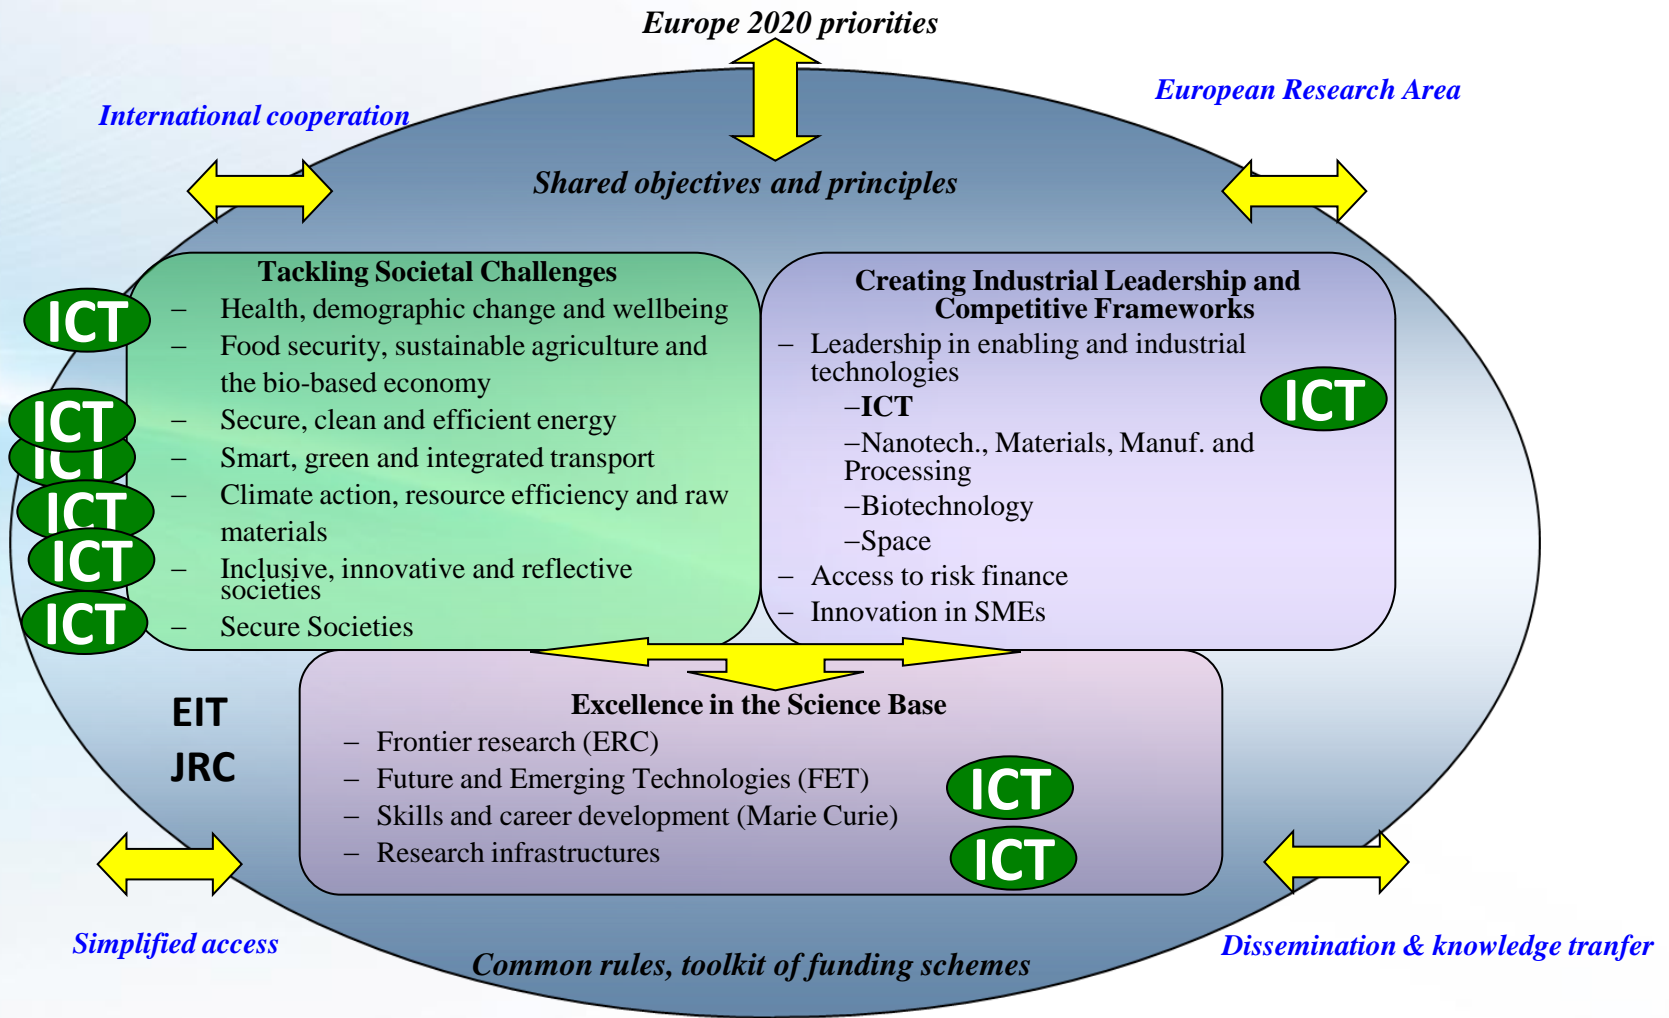 Europe 2020 priorities
International cooperation
European Research Area
Shared objectives and principles
Tackling Societal Challenges
ICT
– Health, demographic change and wellbeing
– Food security, sustainable agriculture and
the bio-based economy
ICT
– Secure, clean and efficient energy
ICT
– Smart, green and integrated transport
ICT
– Climate action, resource efficiency and raw
materials
ICT
– Inclusive, innovative and reflective
societies
ICT
– Secure Societies
Creating Industrial Leadership and
Competitive Frameworks
– Leadership in enabling and industrial
technologies
–ICT
ICT
–Nanotech., Materials, Manuf. and
Processing
–Biotechnology
–Space
– Access to risk finance
– Innovation in SMEs
EIT
JRC
Excellence in the Science Base
– Frontier research (ERC)
– Future and Emerging Technologies (FET)
ICT
– Skills and career development (Marie Curie)
– Research infrastructures
ICT
Simplified access
Common rules, toolkit of funding schemes
Dissemination & knowledge tranfer